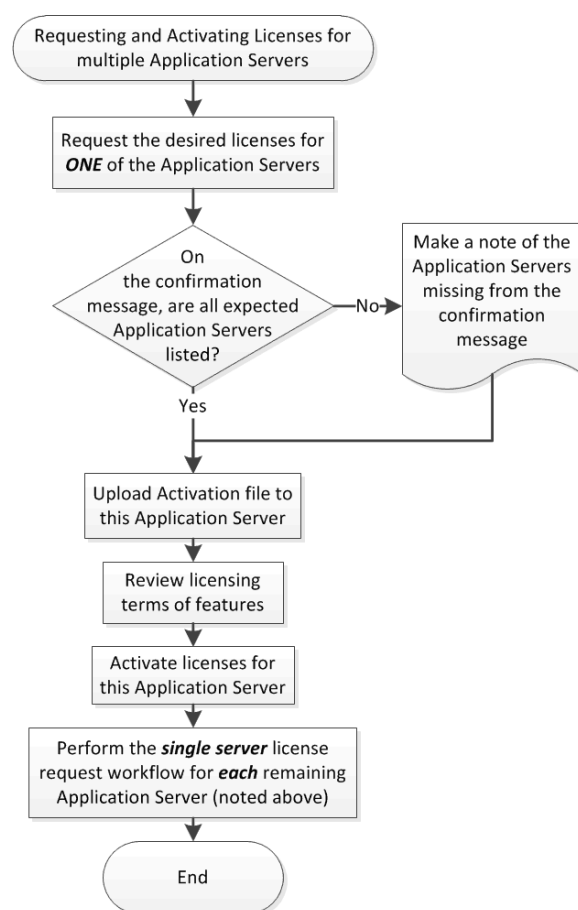 Requesting and Activating Licenses for
multiple Application Servers
Request the desired licenses for
ONE of the Application Servers
On
the confirmation
message, are all expected
Application Servers
listed?
No
Make a note of the
Application Servers
missing from the
confirmation
message
Yes
Upload Activation file to
this Application Server
Review licensing
terms of features
Activate licenses for
this Application Server
Perform the single server license
request workflow for each remaining
Application Server (noted above)
End